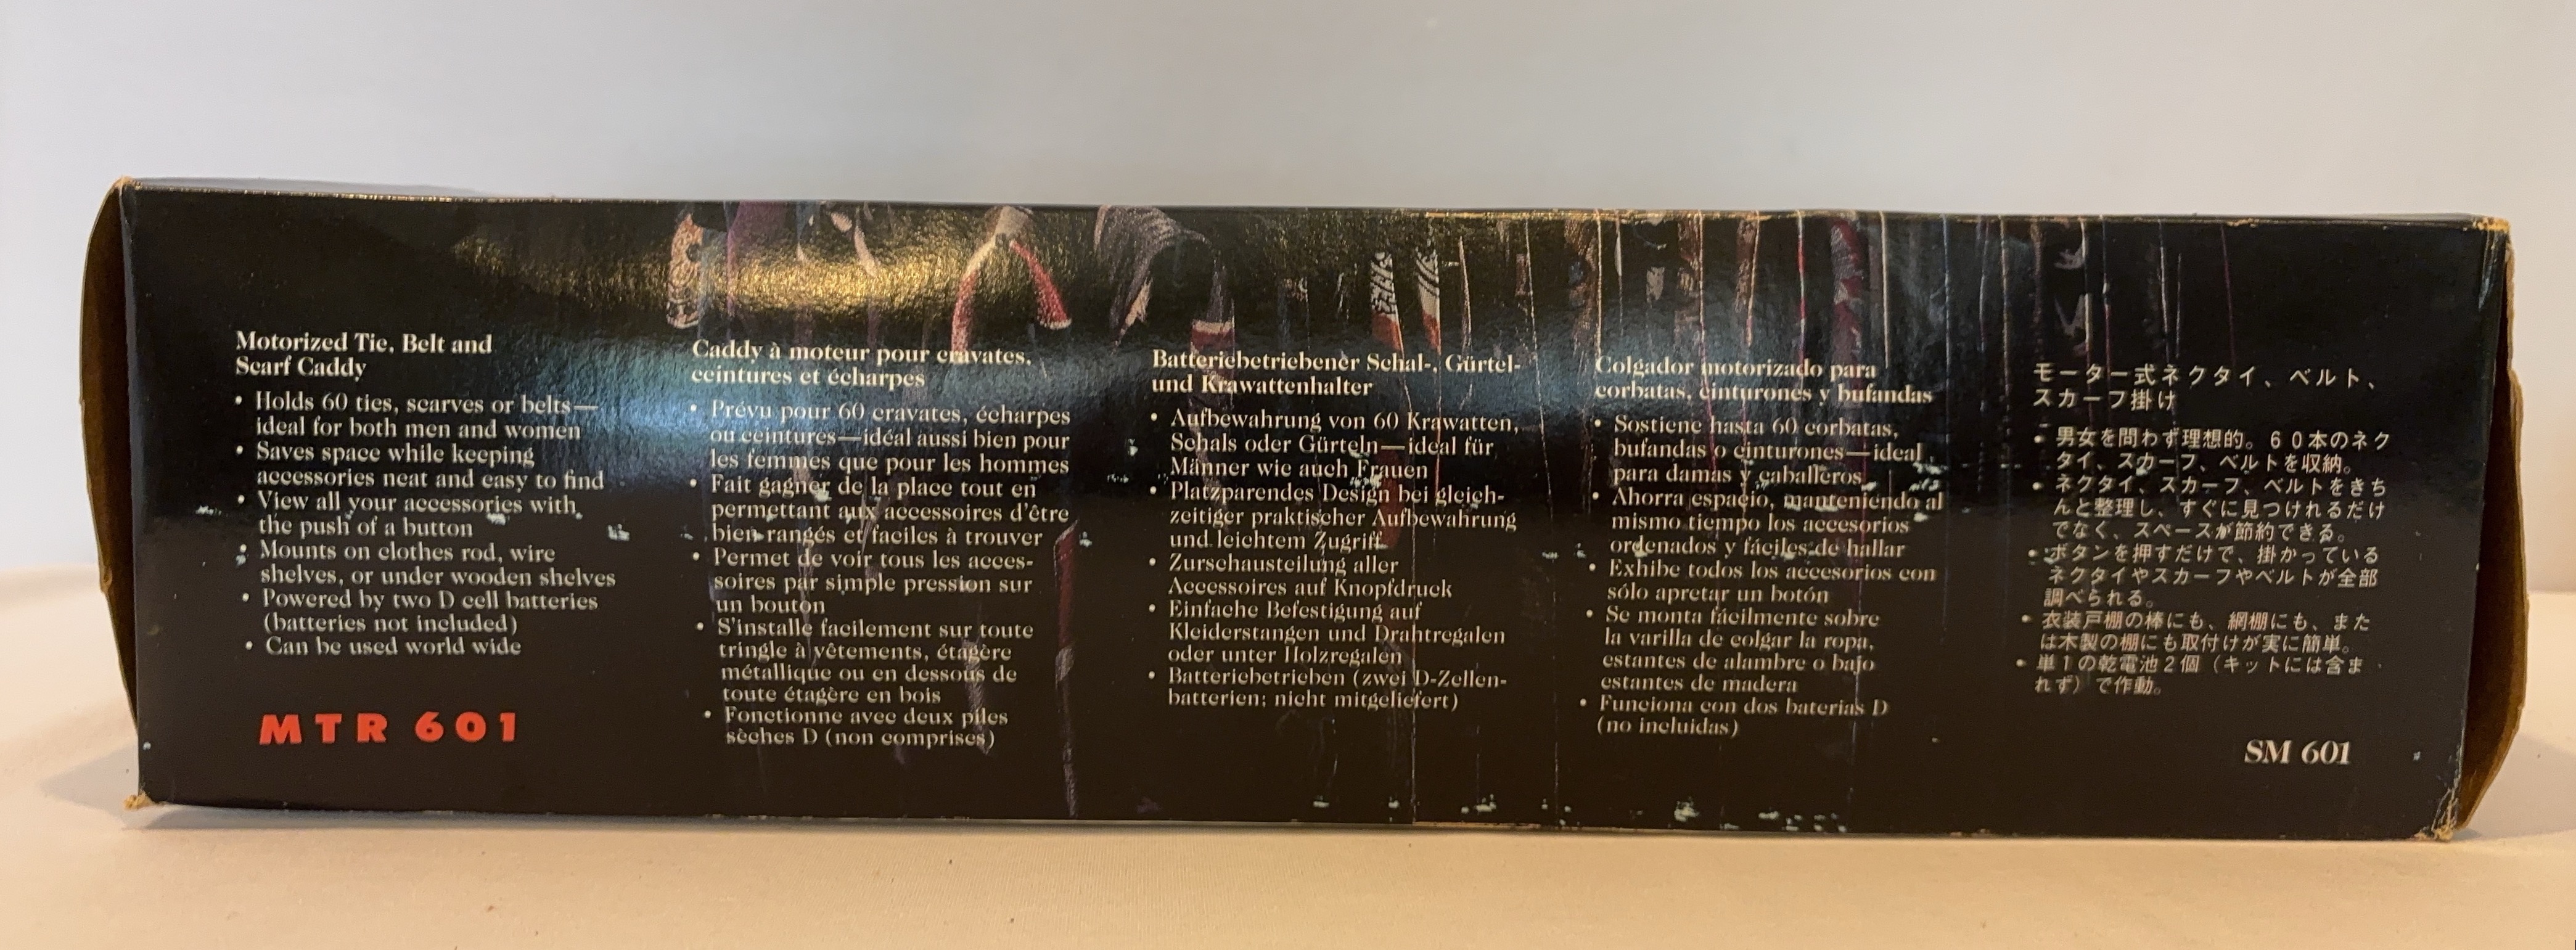 Motorized Tie, Belt and
Scarf Caddy
• Holds 60 ties, scarves or belts—
ideal for both men and women
• Saves space while keeping
accessories neat and easy to find
• View all your accessories with
the push of a button
• Mounts on clothes rod, wire
shelves, or under wooden shelves
• Powered by two D cell batteries
(batteries not included)
• Can be used world wide
MTR 601
Caddy à moteur pour cravates,
ceintures et écharpes
• Prévu pour 60 cravates, écharpes
ou ceintures—idéal aussi bien pour
les femmes que pour les hommes
• Fait gagner de la place tout en
permettant aux accessoires d'être
bien rangés et faciles à trouver
• Permet de voir tous les acces-
soires par simple pression sur
un bouton
• S'installe facilement sur toute
tringle à vêtements, étagère
métallique ou en dessous de
toute étagère en bois
• Fonctionne avec deux piles
sèches D (non comprises)
Batteriebetriebener Schal-, Gürtel-
und Krawattenhalter
• Aufbewahrung von 60 Krawatten,
Schals oder Gürteln—ideal für
Männer wie auch Frauen
• Platzparendes Design bei gleich-
zeitiger praktischer Aufbewahrung
und leichtem Zugriff
• Zurschausteilung aller
Accessoires auf Knopfdruck
• Einfache Befestigung auf
Kleiderstangen und Drahtregalen
oder unter Holzregalen
• Batteriebetrieben (zwei D-Zellen-
batterien; nicht mitgeliefert)
Colgador motorizado para
corbatas, cinturones y bufandas
• Sostiene hasta 60 corbatas,
bufandas o cinturones—ideal
para damas y caballeros
• Ahorra espacio, manteniendo al
mismo tiempo los accesorios
ordenados y fáciles de hallar
• Exhibe todos los accesorios con
sólo apretar un botón
• Se monta fácilmente sobre
la varilla de colgar la ropa,
estantes de alambre o bajo
estantes de madera
• Funciona con dos baterias D
(no incluidas)
モーター式ネクタイ、ベルト、
スカーフ掛け
• 男女を問わず理想的。６０本のネク
タイ、スカーフ、ベルトを収納。
• ネクタイ、スカーフ、ベルトをきち
んと整理し、すぐに見つけれるだけ
でなく、スペースが節約できる。
• ボタンを押すだけで、掛かっている
ネクタイやスカーフやベルトが全部
調べられる。
• 衣装戸棚の棒にも、網棚にも、また
は木製の棚にも取付けが実に簡単。
• 単１の乾電池２個（キットには含ま
れず）で作動。
SM 601